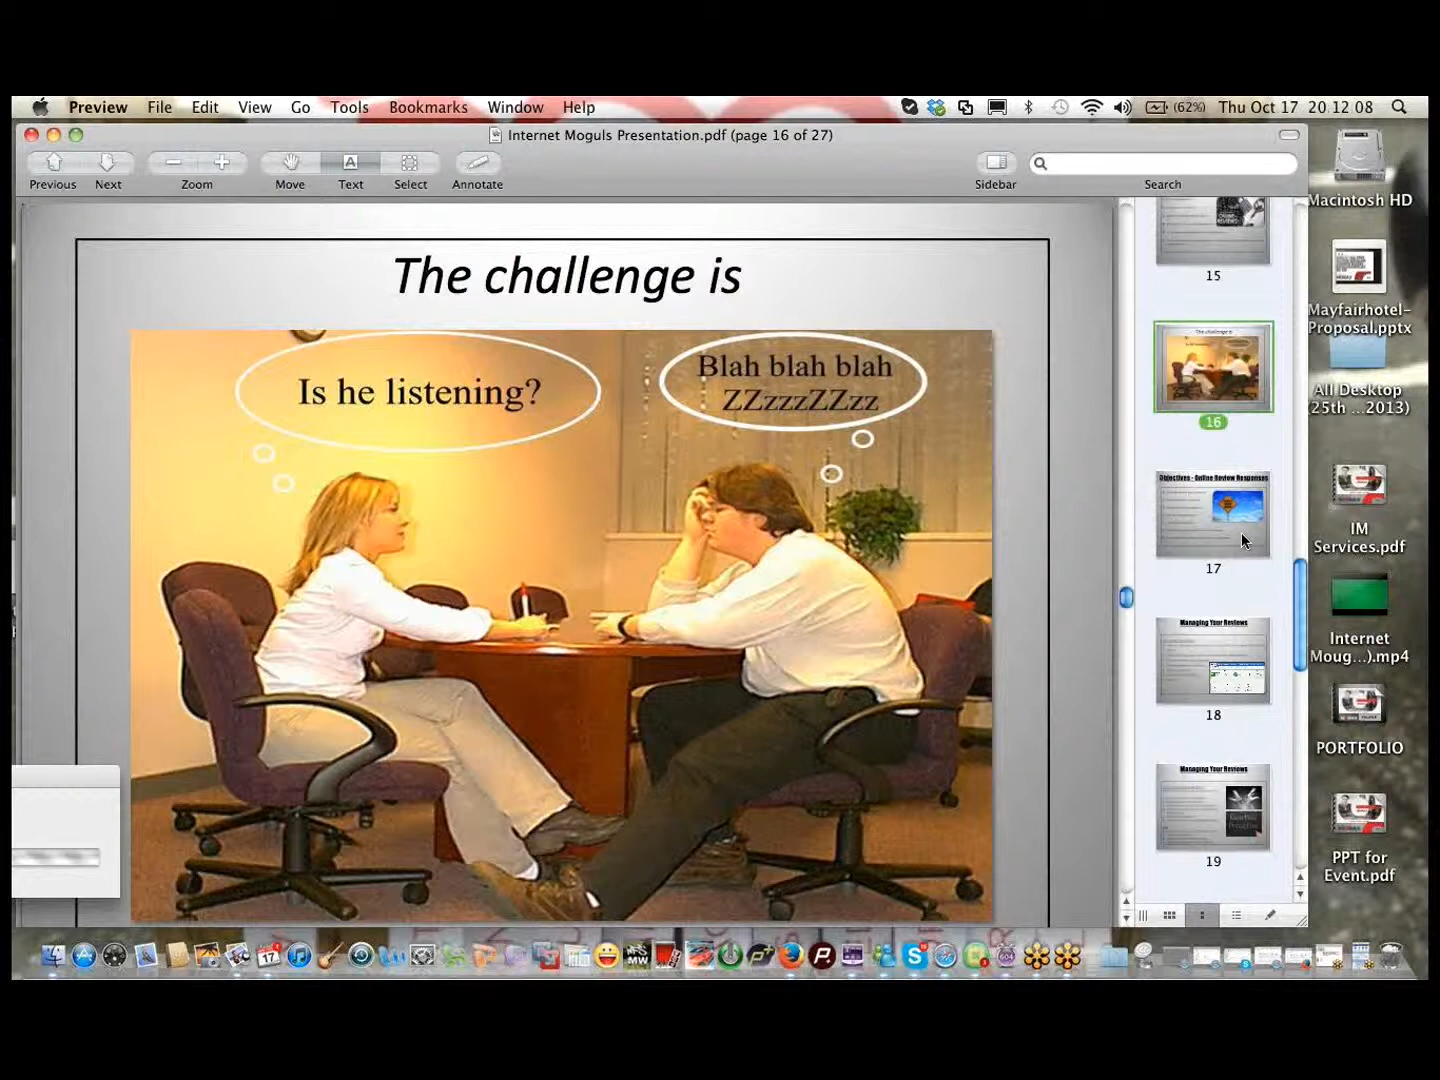 Preview File Edit View Go Tools Bookmarks Window Help
(62%) Thu Oct 17 20 12 08
Internet Moguls Presentation.pdf (page 16 of 27)
Previous Next Zoom Move Text Select Annotate Sidebar Search
The challenge is
Is he listening?
Blah blah blah
ZZzzzZZzz
15
16
Objectives - Online Review Responses
17
Managing Your Reviews
18
Managing Your Reviews
19
Macintosh HD
Mayfairhotel-
Proposal.pptx
All Desktop
(25th ...2013)
IM
Services.pdf
Internet
Moug...).mp4
PORTFOLIO
PPT for
Event.pdf